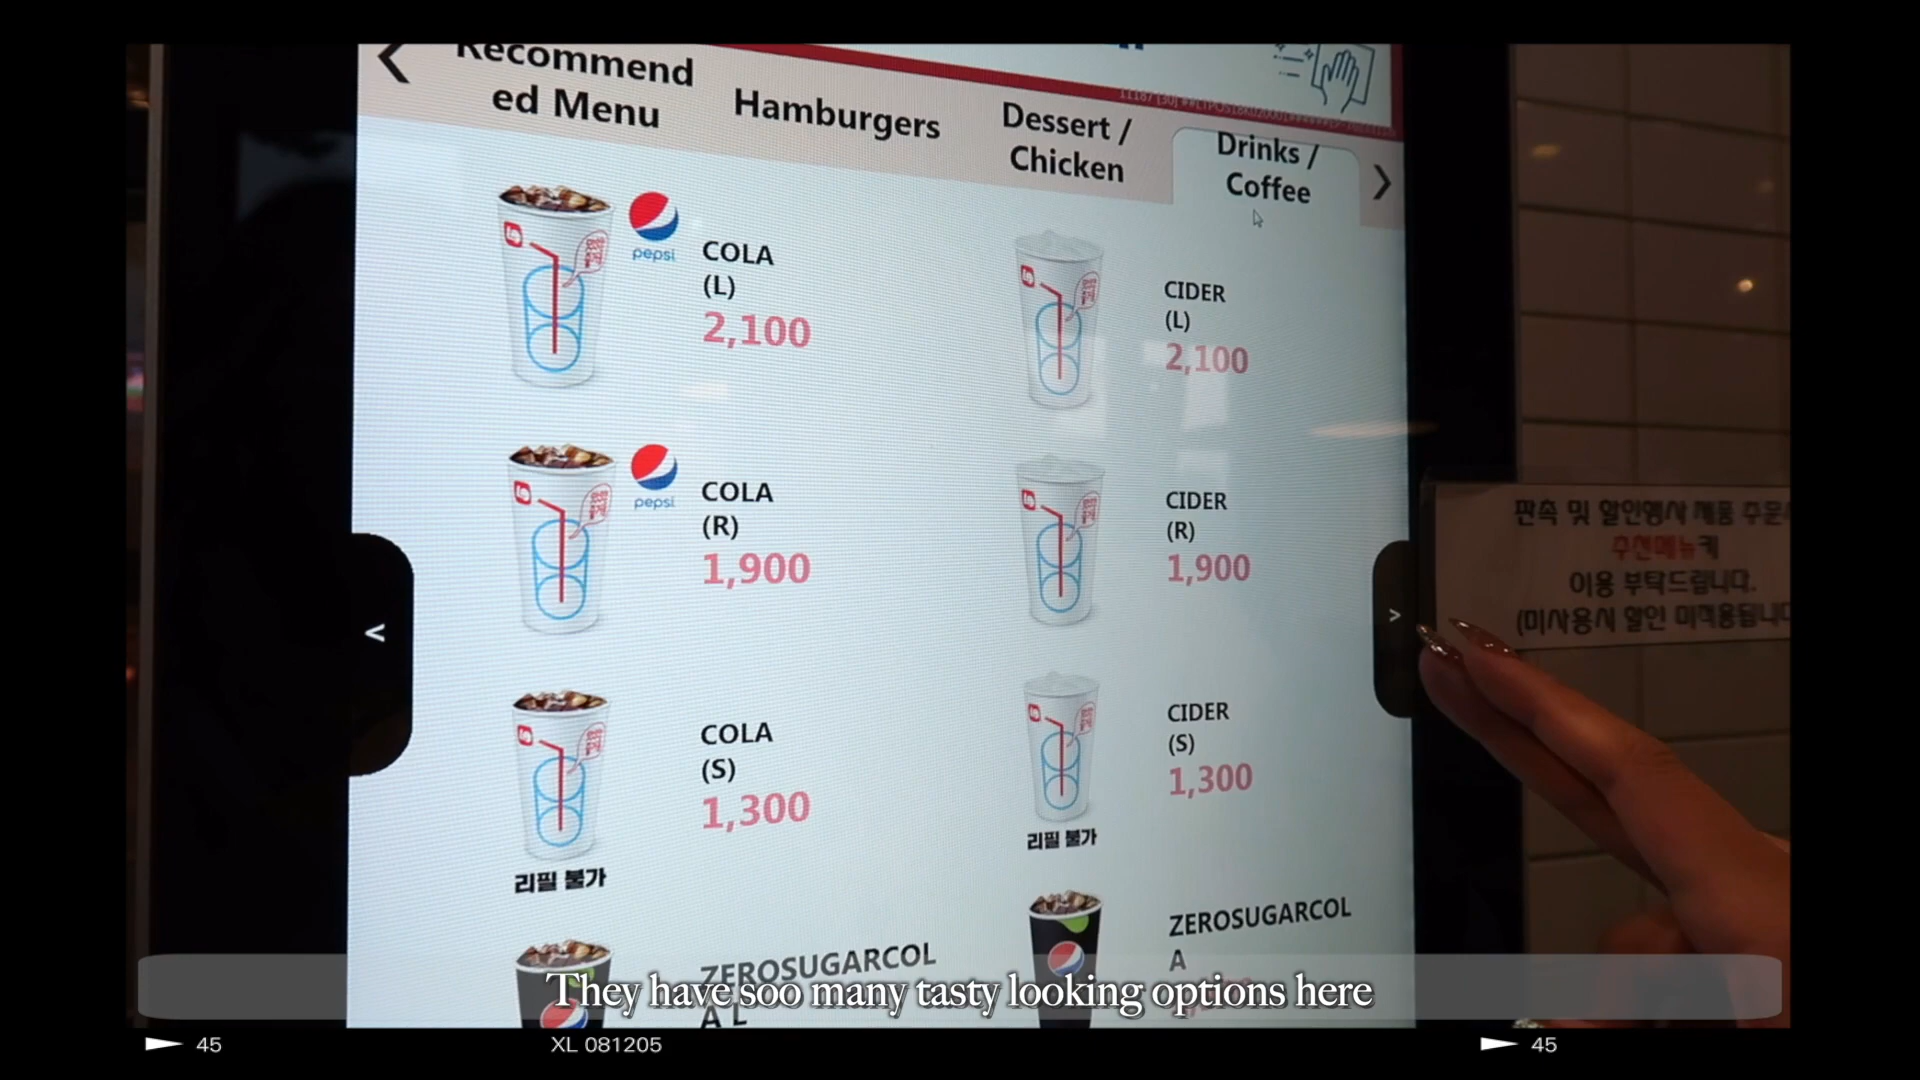 Recommend
ed Menu
Hamburgers
Dessert /
Chicken
Drinks /
Coffee
pepsi
COLA
(L)
2,100
CIDER
(L)
2,100
pepsi
COLA
(R)
1,900
CIDER
(R)
1,900
COLA
(S)
1,300
리필 불가
CIDER
(S)
1,300
리필 불가
ZEROSUGARCOL
A L
ZEROSUGARCOL
A
<
>
판촉 및 할인행사 제품 주문
추천메뉴키
이용 부탁드립니다.
(미사용시 할인 미적용됩니다
They have soo many tasty looking options here
45
XL 081205
45